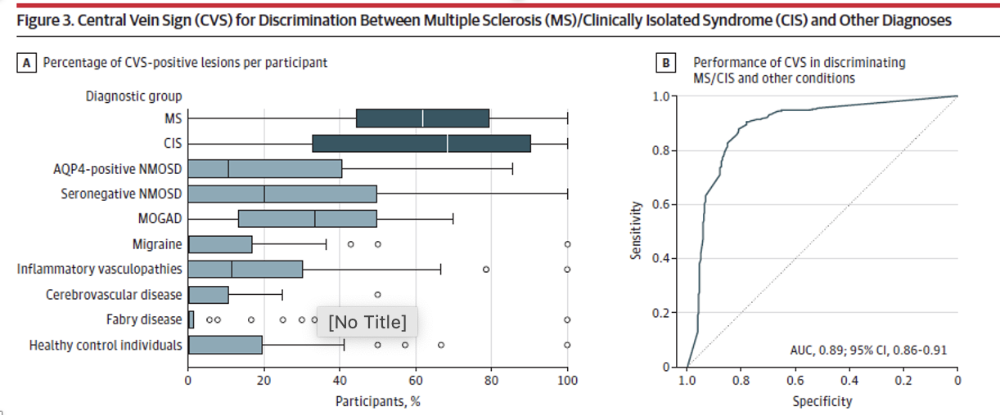 Figure 3. Central Vein Sign (CVS) for Discrimination Between Multiple Sclerosis (MS)/Clinically Isolated Syndrome (CIS) and Other Diagnoses
A Percentage of CVS-positive lesions per participant
Diagnostic group
MS
CIS
AQP4-positive NMOSD
Seronegative NMOSD
MOGAD
Migraine
Inflammatory vasculopathies
Cerebrovascular disease
Fabry disease
[No Title]
Healthy control individuals
0 20 40 60 80 100
Participants, %
B Performance of CVS in discriminating
MS/CIS and other conditions
1.0
0.8
0.6
0.4
0.2
0
Sensitivity
AUC, 0.89; 95% CI, 0.86-0.91
1.0 0.8 0.6 0.4 0.2 0
Specificity